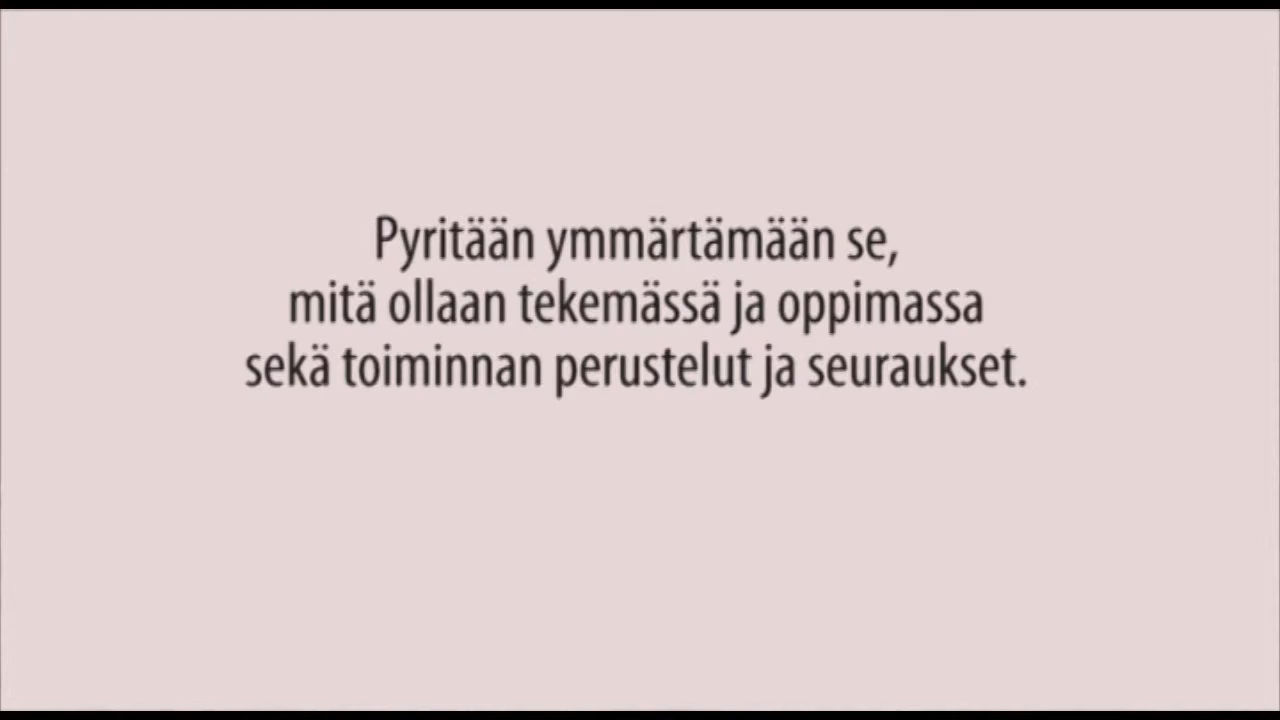 Pyritään ymmärtämään se,
mitä ollaan tekemässä ja oppimassa
sekä toiminnan perustelut ja seuraukset.